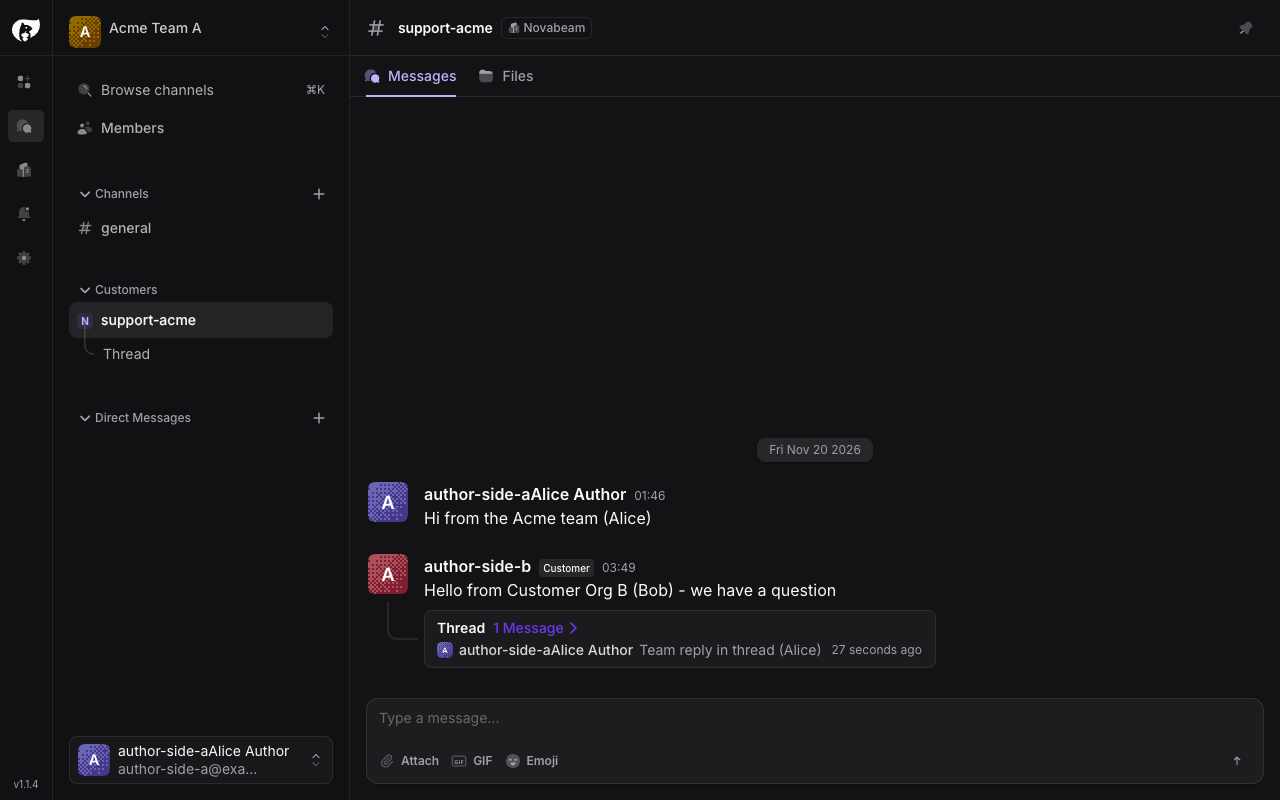 A
Acme Team A
Browse channels
⌘K
Members
Channels
general
Customers
N
support-acme
Thread
Direct Messages
A
author-side-aAlice Author
author-side-a@exa...
v1.1.4
support-acme
Novabeam
Messages
Files
Fri Nov 20 2026
A
author-side-aAlice Author 01:46
Hi from the Acme team (Alice)
A
author-side-b Customer 03:49
Hello from Customer Org B (Bob) - we have a question
Thread 1 Message
A author-side-aAlice Author Team reply in thread (Alice) 27 seconds ago
Type a message...
Attach
GIF GIF
Emoji